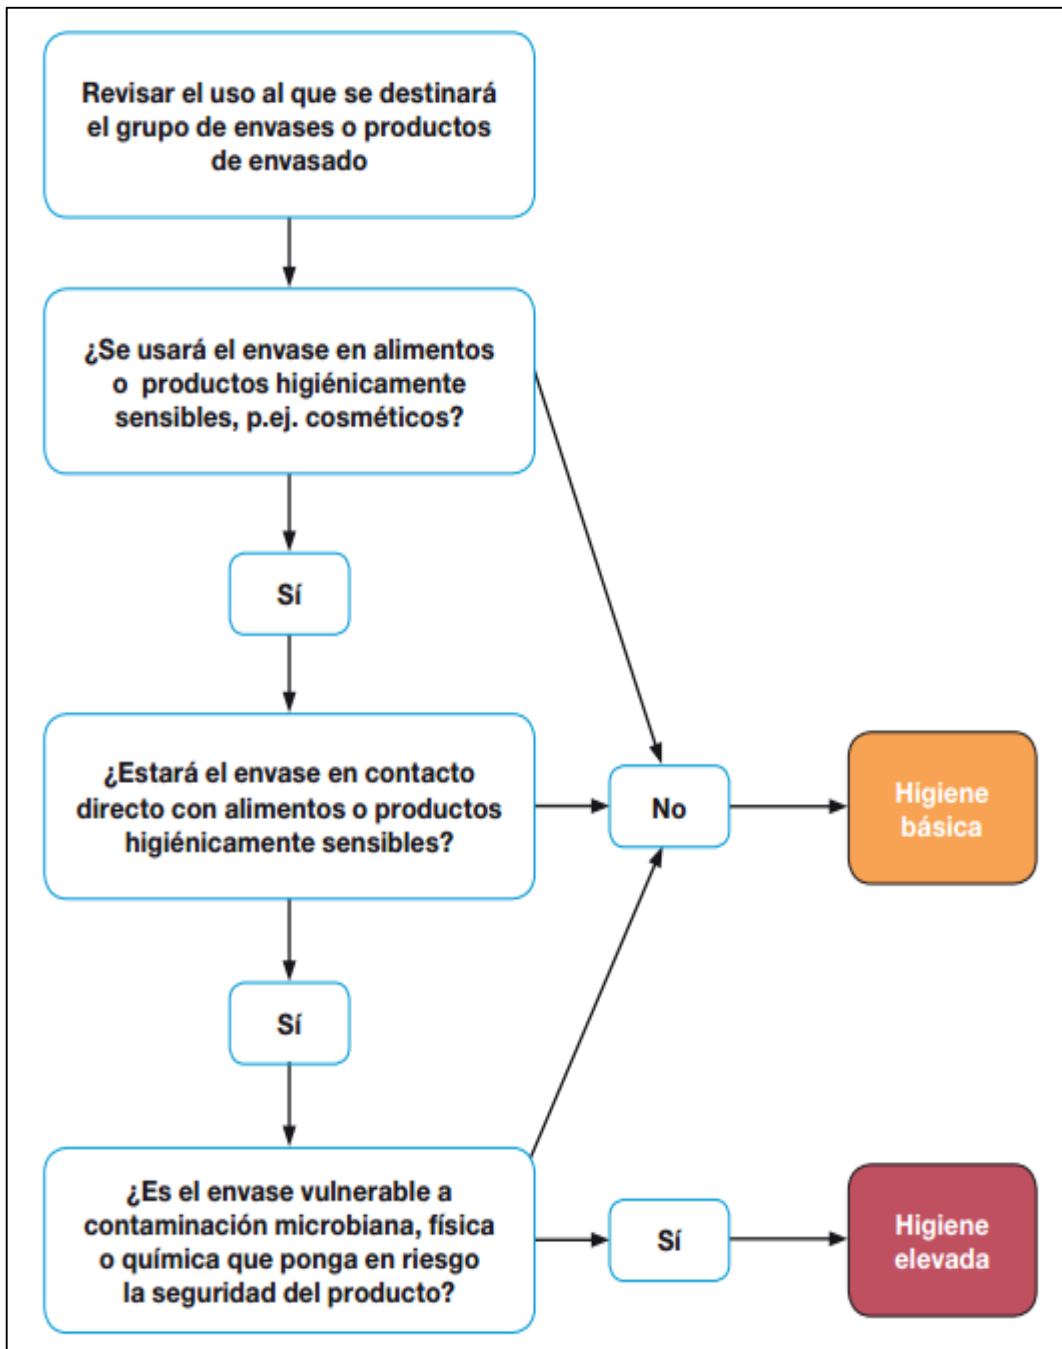 Revisar el uso al que se destinará
el grupo de envases o productos
de envasado
¿Se usará el envase en alimentos
o productos higiénicamente
sensibles, p.ej. cosméticos?
Sí
¿Estará el envase en contacto
directo con alimentos o productos
higiénicamente sensibles?
No
Higiene
básica
Sí
¿Es el envase vulnerable a
contaminación microbiana, física
o química que ponga en riesgo
la seguridad del producto?
Sí
Higiene
elevada